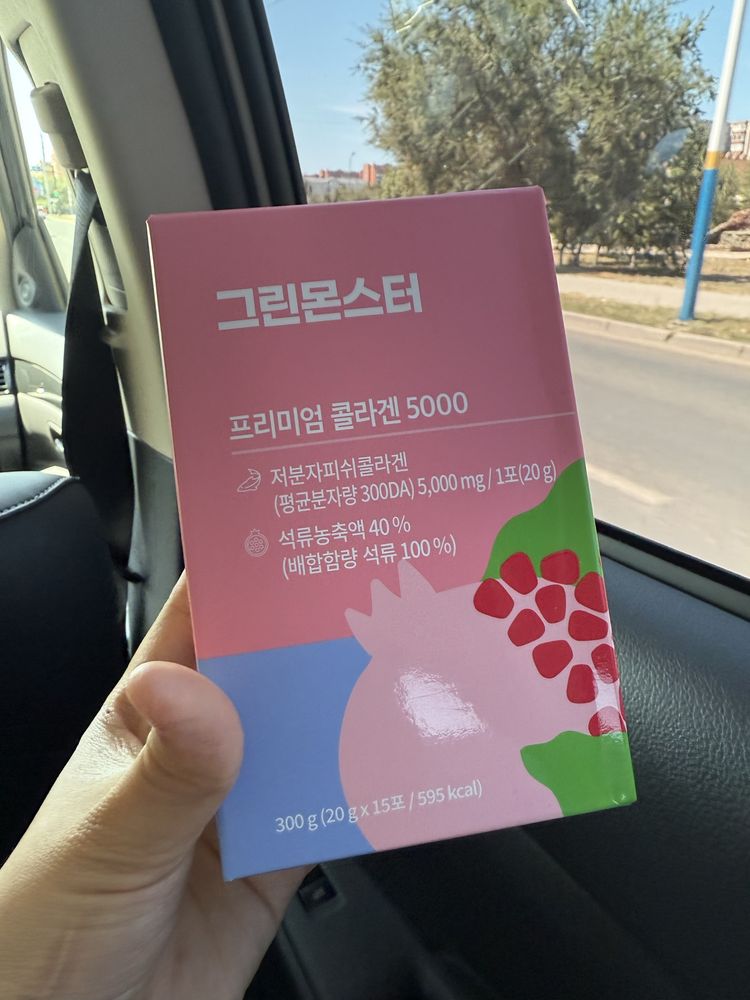 그린몬스터
프리미엄 콜라겐 5000
저분자피쉬콜라겐
(평균분자량 300DA) 5,000 mg / 1포(20 g)
석류농축액 40 %
(배합함량 석류 100 %)
300 g (20 g x 15포 / 595 kcal)